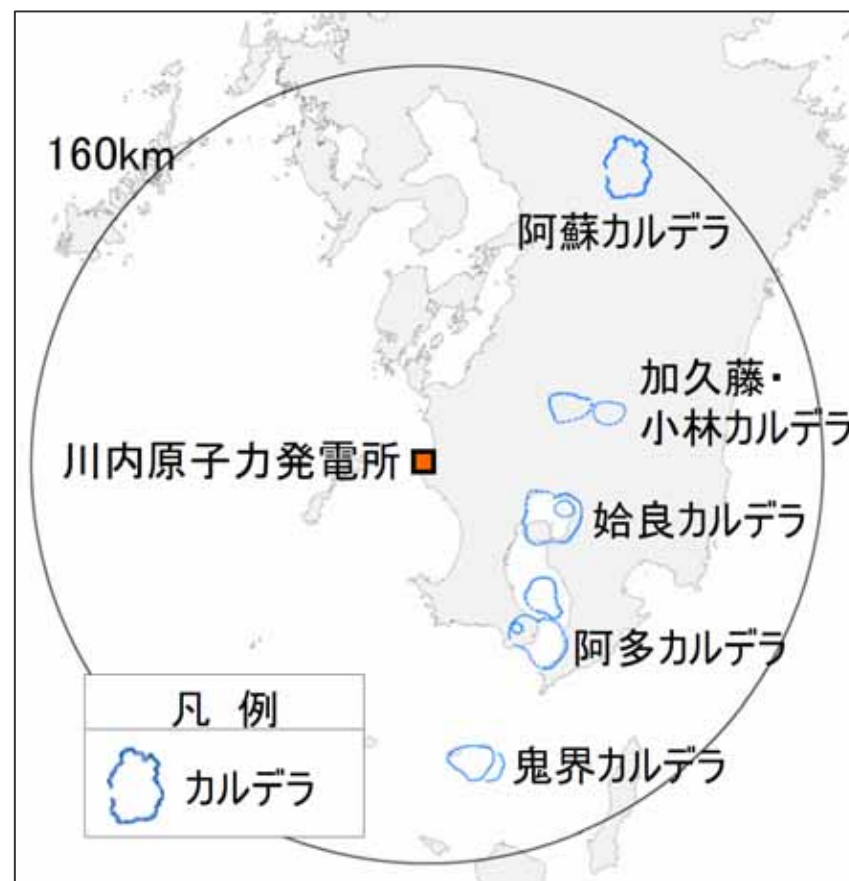 160km
阿蘇カルデラ
加久藤・
小林カルデラ
川内原子力発電所
姶良カルデラ
阿多カルデラ
鬼界カルデラ
凡 例
カルデラ